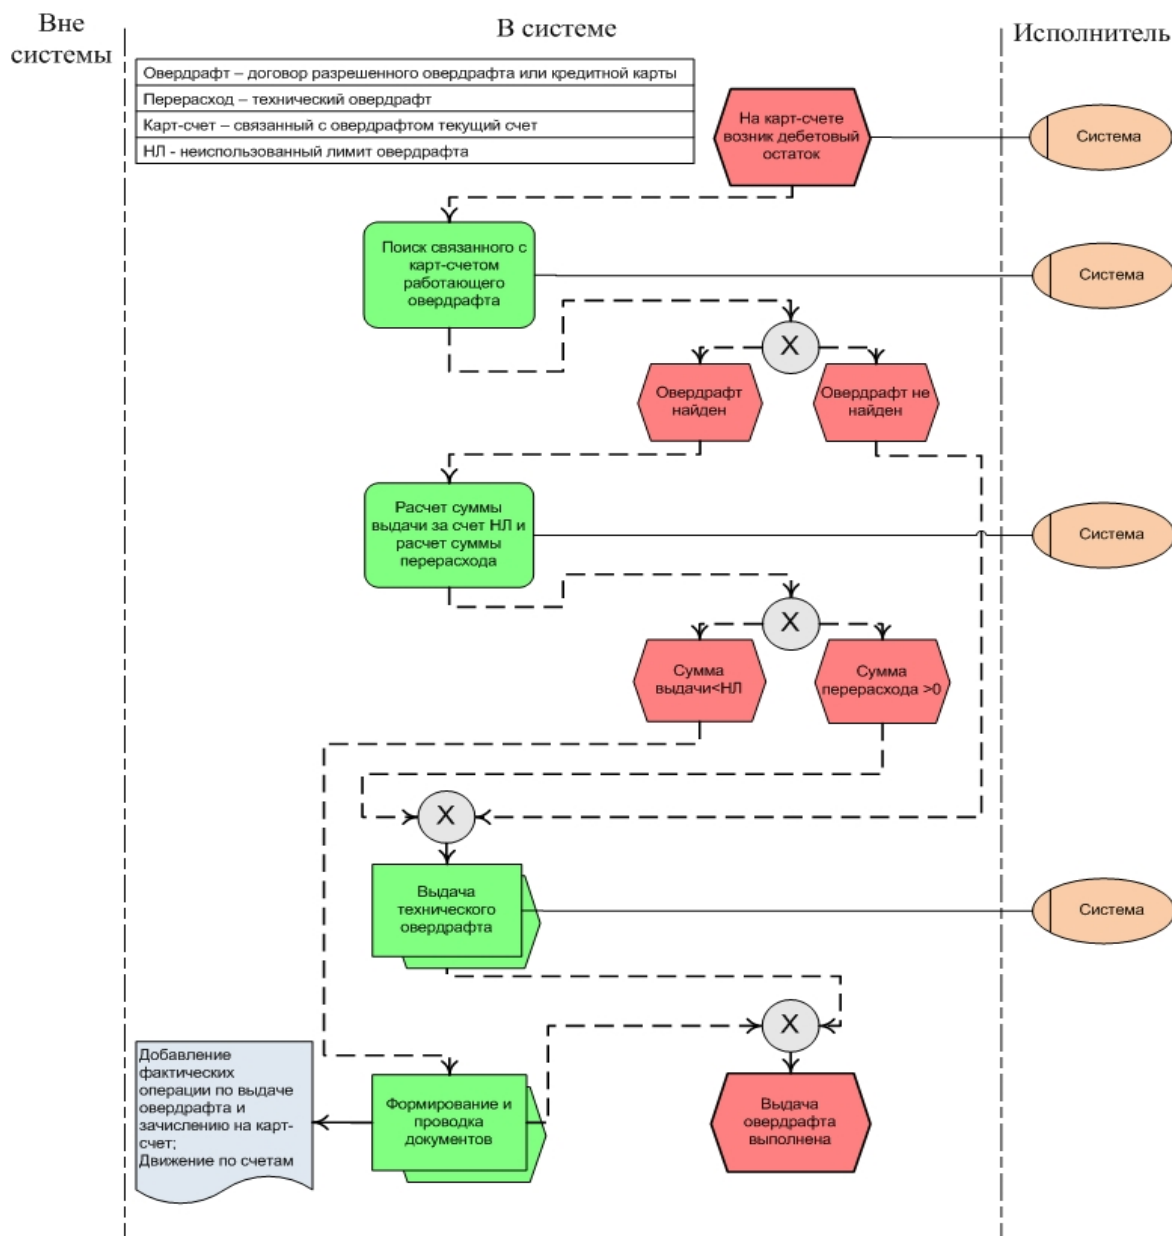 Вне
системы
В системе
Исполнитель
Овердрафт – договор разрешенного овердрафта или кредитной карты
Перерасход – технический овердрафт
Карт-счет – связанный с овердрафтом текущий счет
НЛ - неиспользованный лимит овердрафта
На карт-счете
возник дебетовый
остаток
Система
Поиск связанного с
карт-счетом
работающего
овердрафта
Система
X
Овердрафт
найден
Овердрафт не
найден
Расчет суммы
выдачи за счет НЛ и
расчет суммы
перерасхода
Система
X
Сумма
выдачи<НЛ
Сумма
перерасхода >0
X
Выдача
технического
овердрафта
Система
X
Добавление
фактических
операции по выдаче
овердрафта и
зачислению на карт-
счет;
Движение по счетам
Формирование и
проводка
документов
Выдача
овердрафта
выполнена